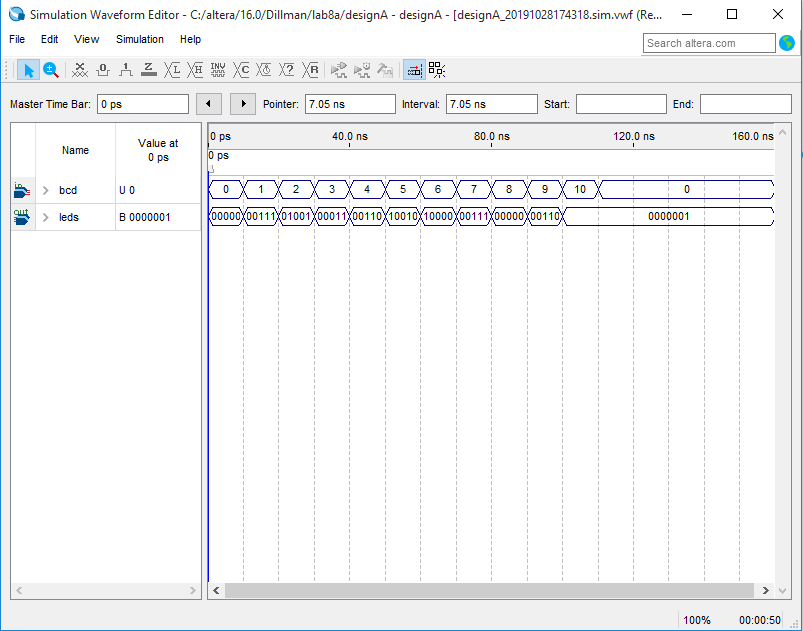 Simulation Waveform Editor - C:/altera/16.0/Dillman/lab8a/designA - designA - [designA_20191028174318.sim.vwf (Re...
File Edit View Simulation Help
Search altera.com
Master Time Bar: 0 ps Pointer: 7.05 ns Interval: 7.05 ns Start: End:
Name Value at 0 ps
0 ps 40.0 ns 80.0 ns 120.0 ns 160.0 ns
0 ps
bcd U 0 0 1 2 3 4 5 6 7 8 9 10 0
leds B 0000001 00000 00111 01001 00011 00110 10010 10000 00111 00000 00110 0000001
100% 00:00:50